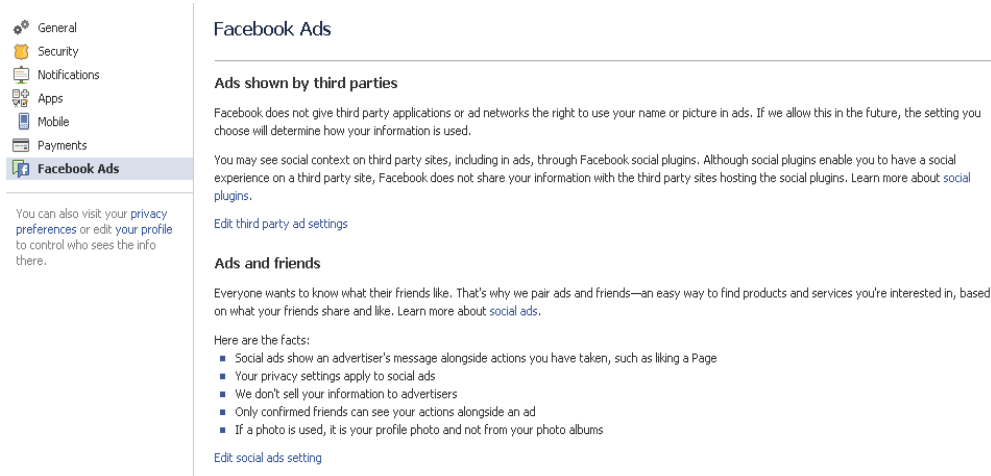 General
Security
Notifications
Apps
Mobile
Payments
Facebook Ads
You can also visit your privacy
preferences or edit your profile
to control who sees the info
there.
Facebook Ads
Ads shown by third parties
Facebook does not give third party applications or ad networks the right to use your name or picture in ads. If we allow this in the future, the setting you
choose will determine how your information is used.
You may see social context on third party sites, including in ads, through Facebook social plugins. Although social plugins enable you to have a social
experience on a third party site, Facebook does not share your information with the third party sites hosting the social plugins. Learn more about social
plugins.
Edit third party ad settings
Ads and friends
Everyone wants to know what their friends like. That's why we pair ads and friends—an easy way to find products and services you're interested in, based
on what your friends share and like. Learn more about social ads.
Here are the facts:
Social ads show an advertiser's message alongside actions you have taken, such as liking a Page
Your privacy settings apply to social ads
We don't sell your information to advertisers
Only confirmed friends can see your actions alongside an ad
If a photo is used, it is your profile photo and not from your photo albums
Edit social ads setting